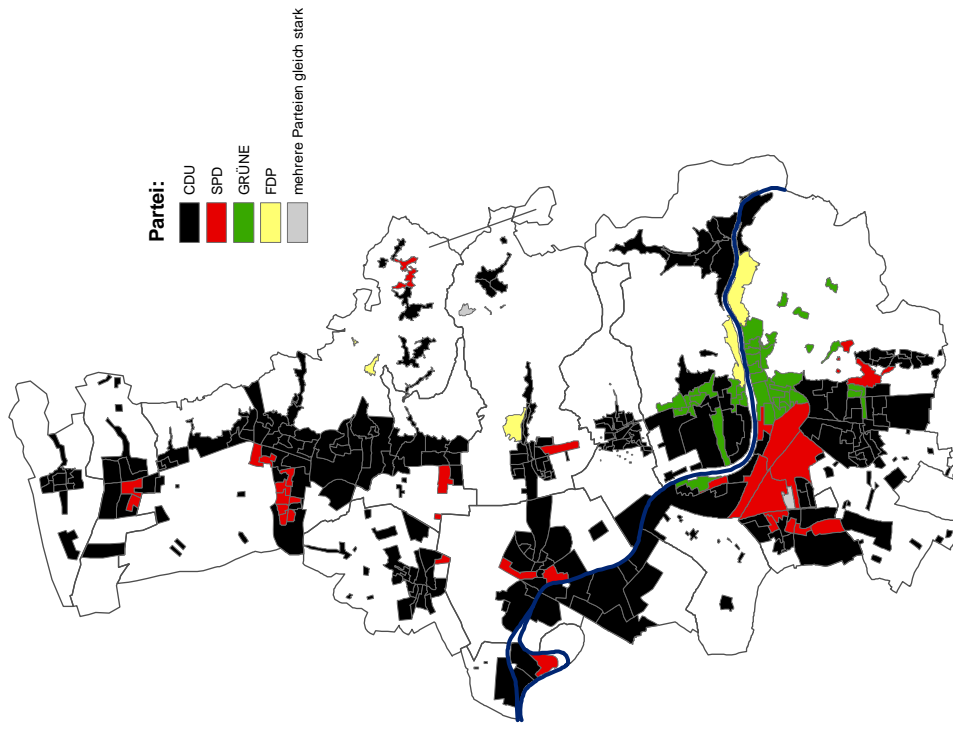 Partei:
CDU
SPD
GRÜNE
FDP
mehrere Parteien gleich stark